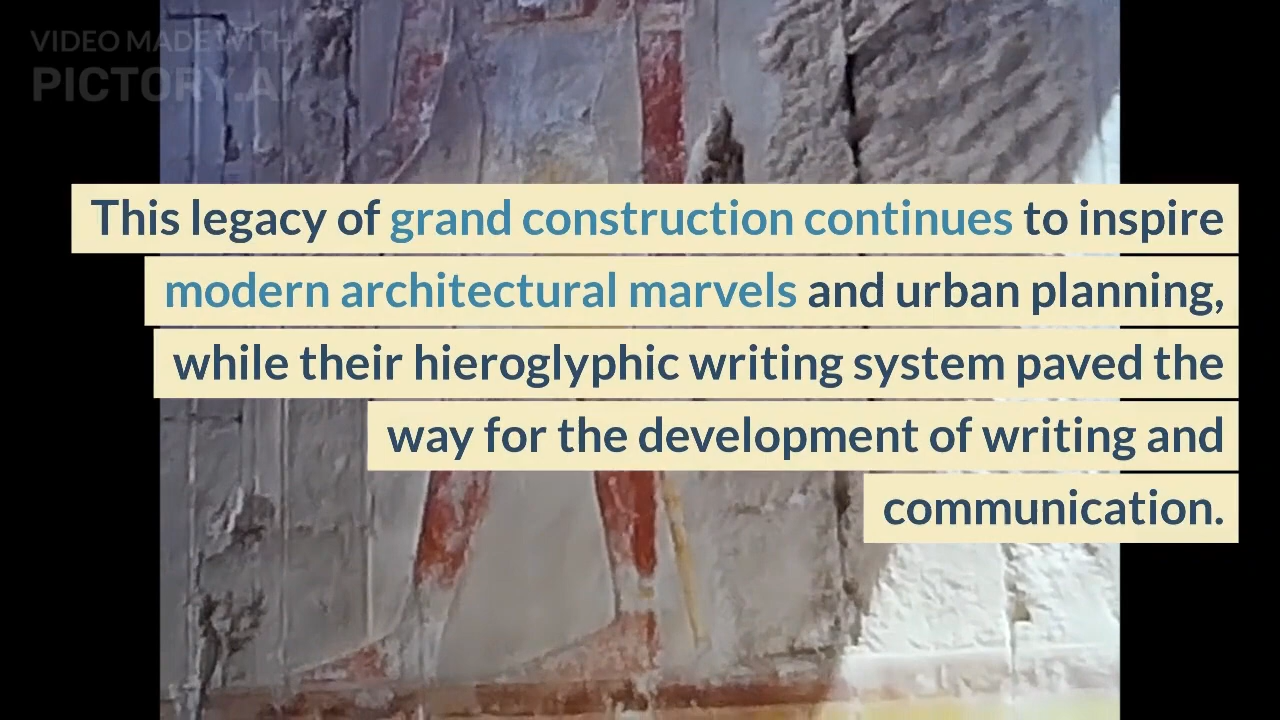 VIDEO MADE WITH
PICTORY.AI
This legacy of grand construction continues to inspire
modern architectural marvels and urban planning,
while their hieroglyphic writing system paved the
way for the development of writing and
communication.